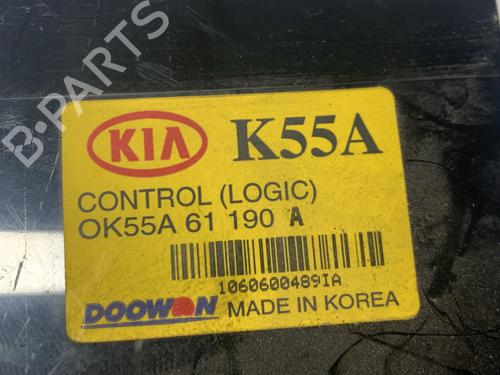 B-PARTS
KIA K55A
CONTROL (LOGIC)
OK55A 61 190 A
1060600489IA
DOOWON MADE IN KOREA